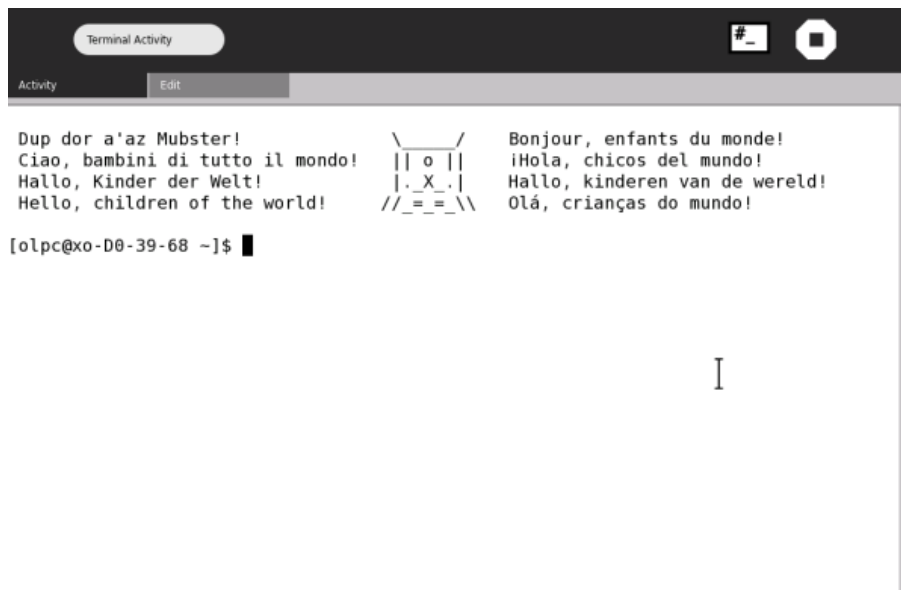 Terminal Activity
#_
Activity Edit
Dup dor a'az Mubster! \_____/ Bonjour, enfants du monde!
Ciao, bambini di tutto il mondo! || o || ¡Hola, chicos del mundo!
Hallo, Kinder der Welt! |._X_.| Hallo, kinderen van de wereld!
Hello, children of the world! //_=_=_\\ Olá, crianças do mundo!
[olpc@xo-D0-39-68 ~]$